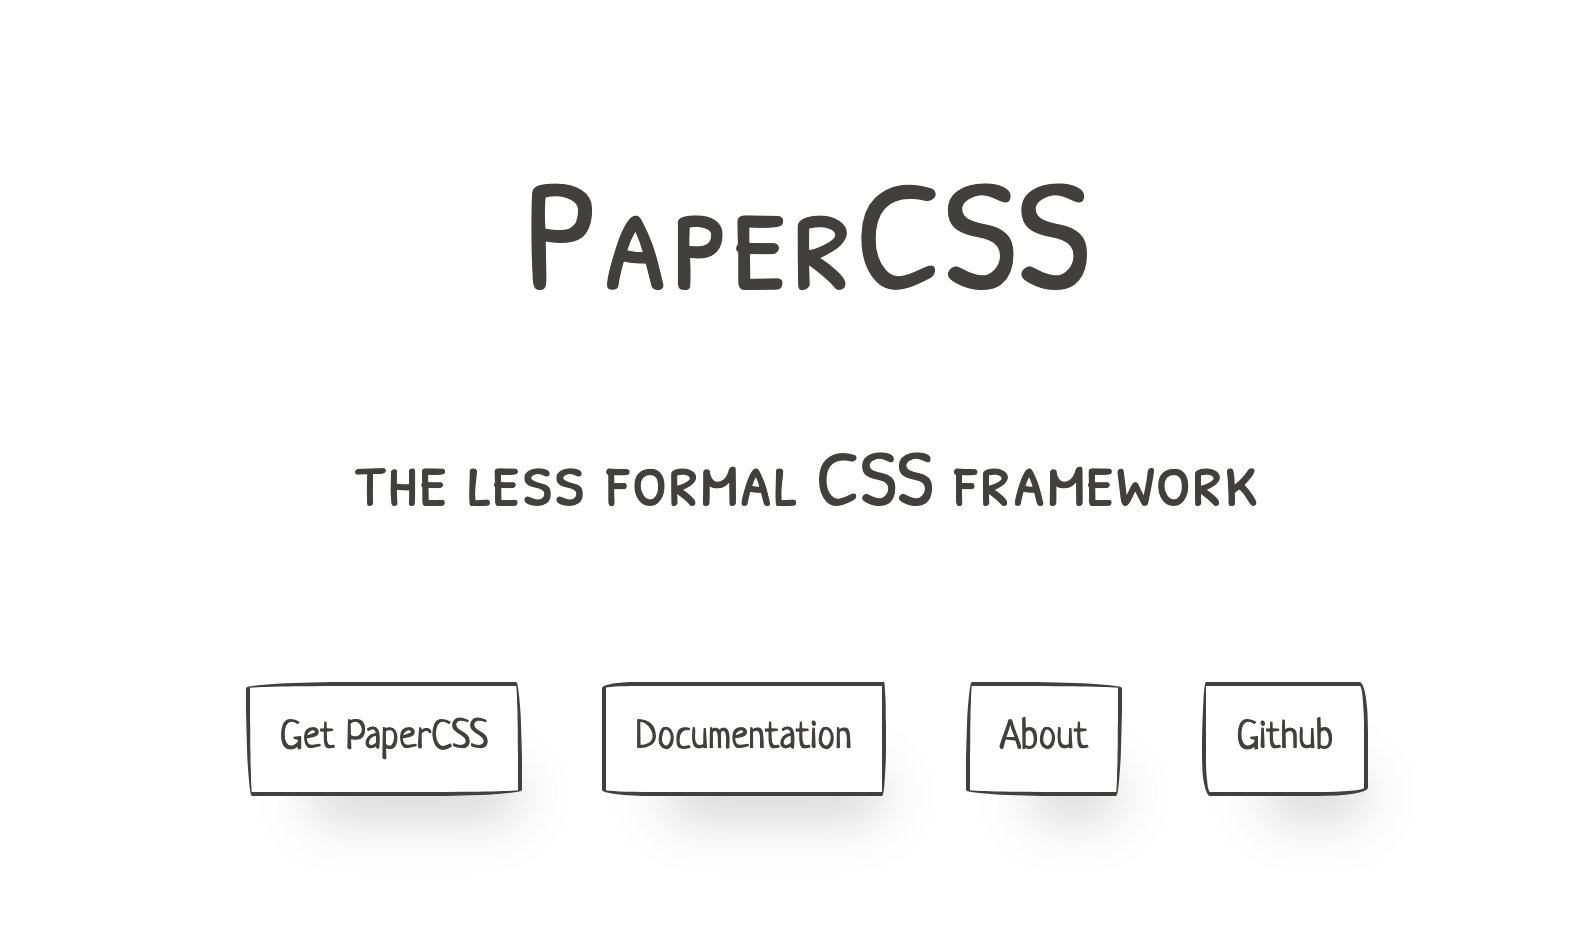 PaperCSS
the less formal CSS framework
Get PaperCSS
Documentation
About
Github